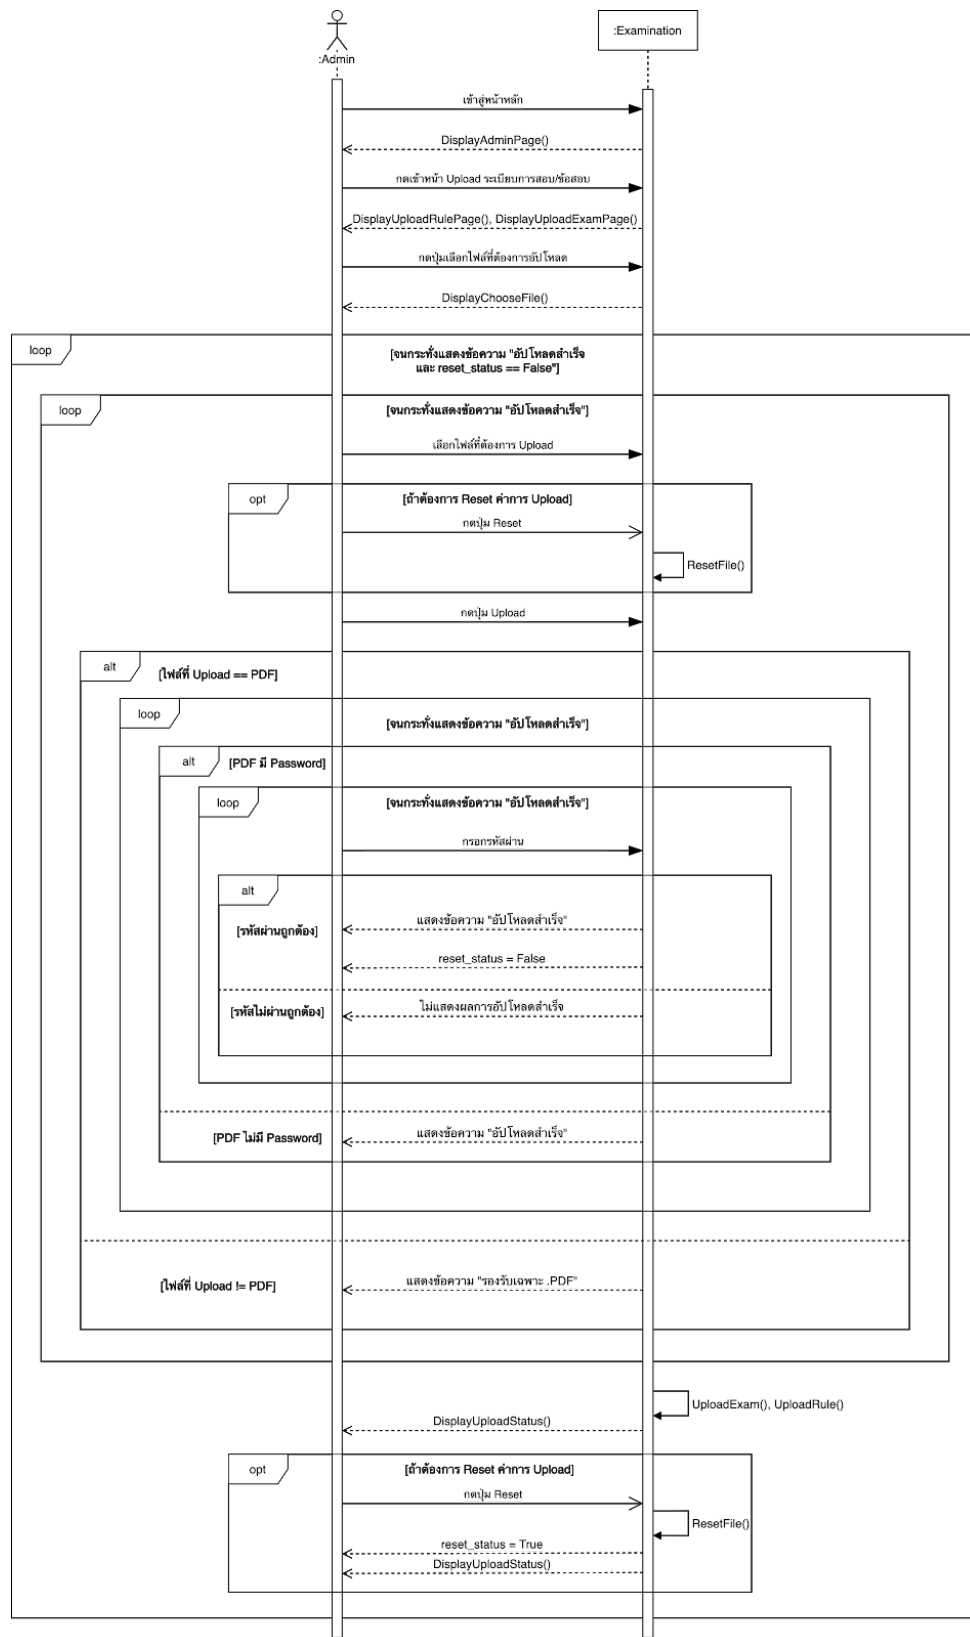 :Admin
:Examination
เข้าสู่หน้าหลัก
DisplayAdminPage()
กดเข้าหน้า Upload ระเบียบการสอบ/ข้อสอบ
DisplayUploadRulePage(), DisplayUploadExamPage()
กดปุ่มเลือกไฟล์ที่ต้องการอัปโหลด
DisplayChooseFile()
loop
[จนกระทั่งแสดงข้อความ "อัปโหลดสำเร็จ
และ reset_status == False"]
loop
[จนกระทั่งแสดงข้อความ "อัปโหลดสำเร็จ"]
เลือกไฟล์ที่ต้องการ Upload
opt
[ถ้าต้องการ Reset ค่าการ Upload]
กดปุ่ม Reset
ResetFile()
กดปุ่ม Upload
alt
[ไฟล์ที่ Upload == PDF]
loop
[จนกระทั่งแสดงข้อความ "อัปโหลดสำเร็จ"]
alt
[PDF มี Password]
loop
[จนกระทั่งแสดงข้อความ "อัปโหลดสำเร็จ"]
กรอกรหัสผ่าน
alt
แสดงข้อความ "อัปโหลดสำเร็จ"
[รหัสผ่านถูกต้อง]
reset_status = False
ไม่แสดงผลการอัปโหลดสำเร็จ
[รหัสไม่ผ่านถูกต้อง]
แสดงข้อความ "อัปโหลดสำเร็จ"
[PDF ไม่มี Password]
แสดงข้อความ "รองรับเฉพาะ .PDF"
[ไฟล์ที่ Upload != PDF]
UploadExam(), UploadRule()
DisplayUploadStatus()
opt
[ถ้าต้องการ Reset ค่าการ Upload]
กดปุ่ม Reset
ResetFile()
reset_status = True
DisplayUploadStatus()